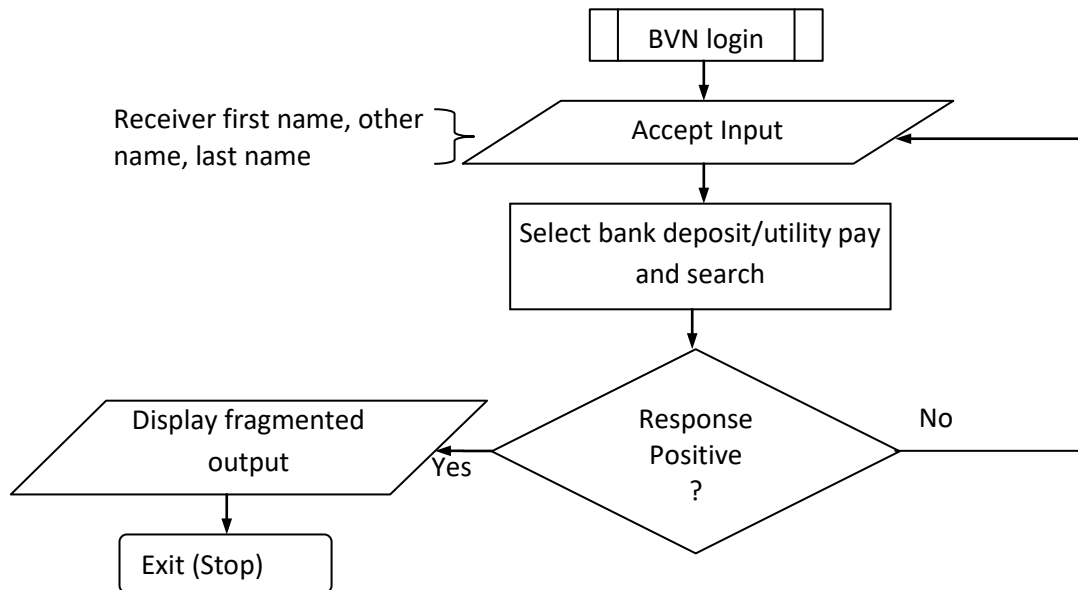 BVN login
Receiver first name, other
name, last name
Accept Input
Select bank deposit/utility pay
and search
Response
Positive
?
No
Yes
Display fragmented
output
Exit (Stop)